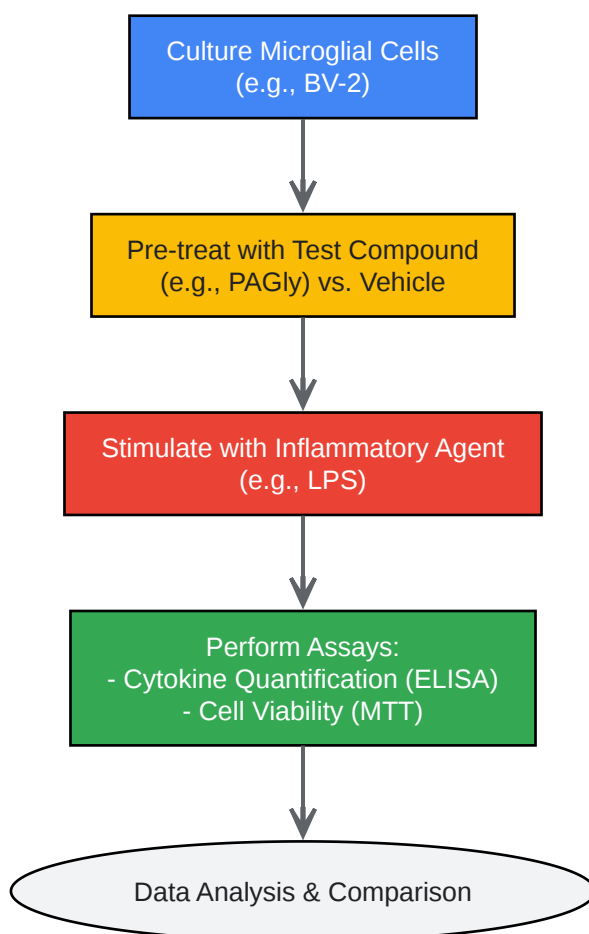 Culture Microglial Cells
(e.g., BV-2)
Pre-treat with Test Compound
(e.g., PAGly) vs. Vehicle
Stimulate with Inflammatory Agent
(e.g., LPS)
Perform Assays:
- Cytokine Quantification (ELISA)
- Cell Viability (MTT)
Data Analysis & Comparison